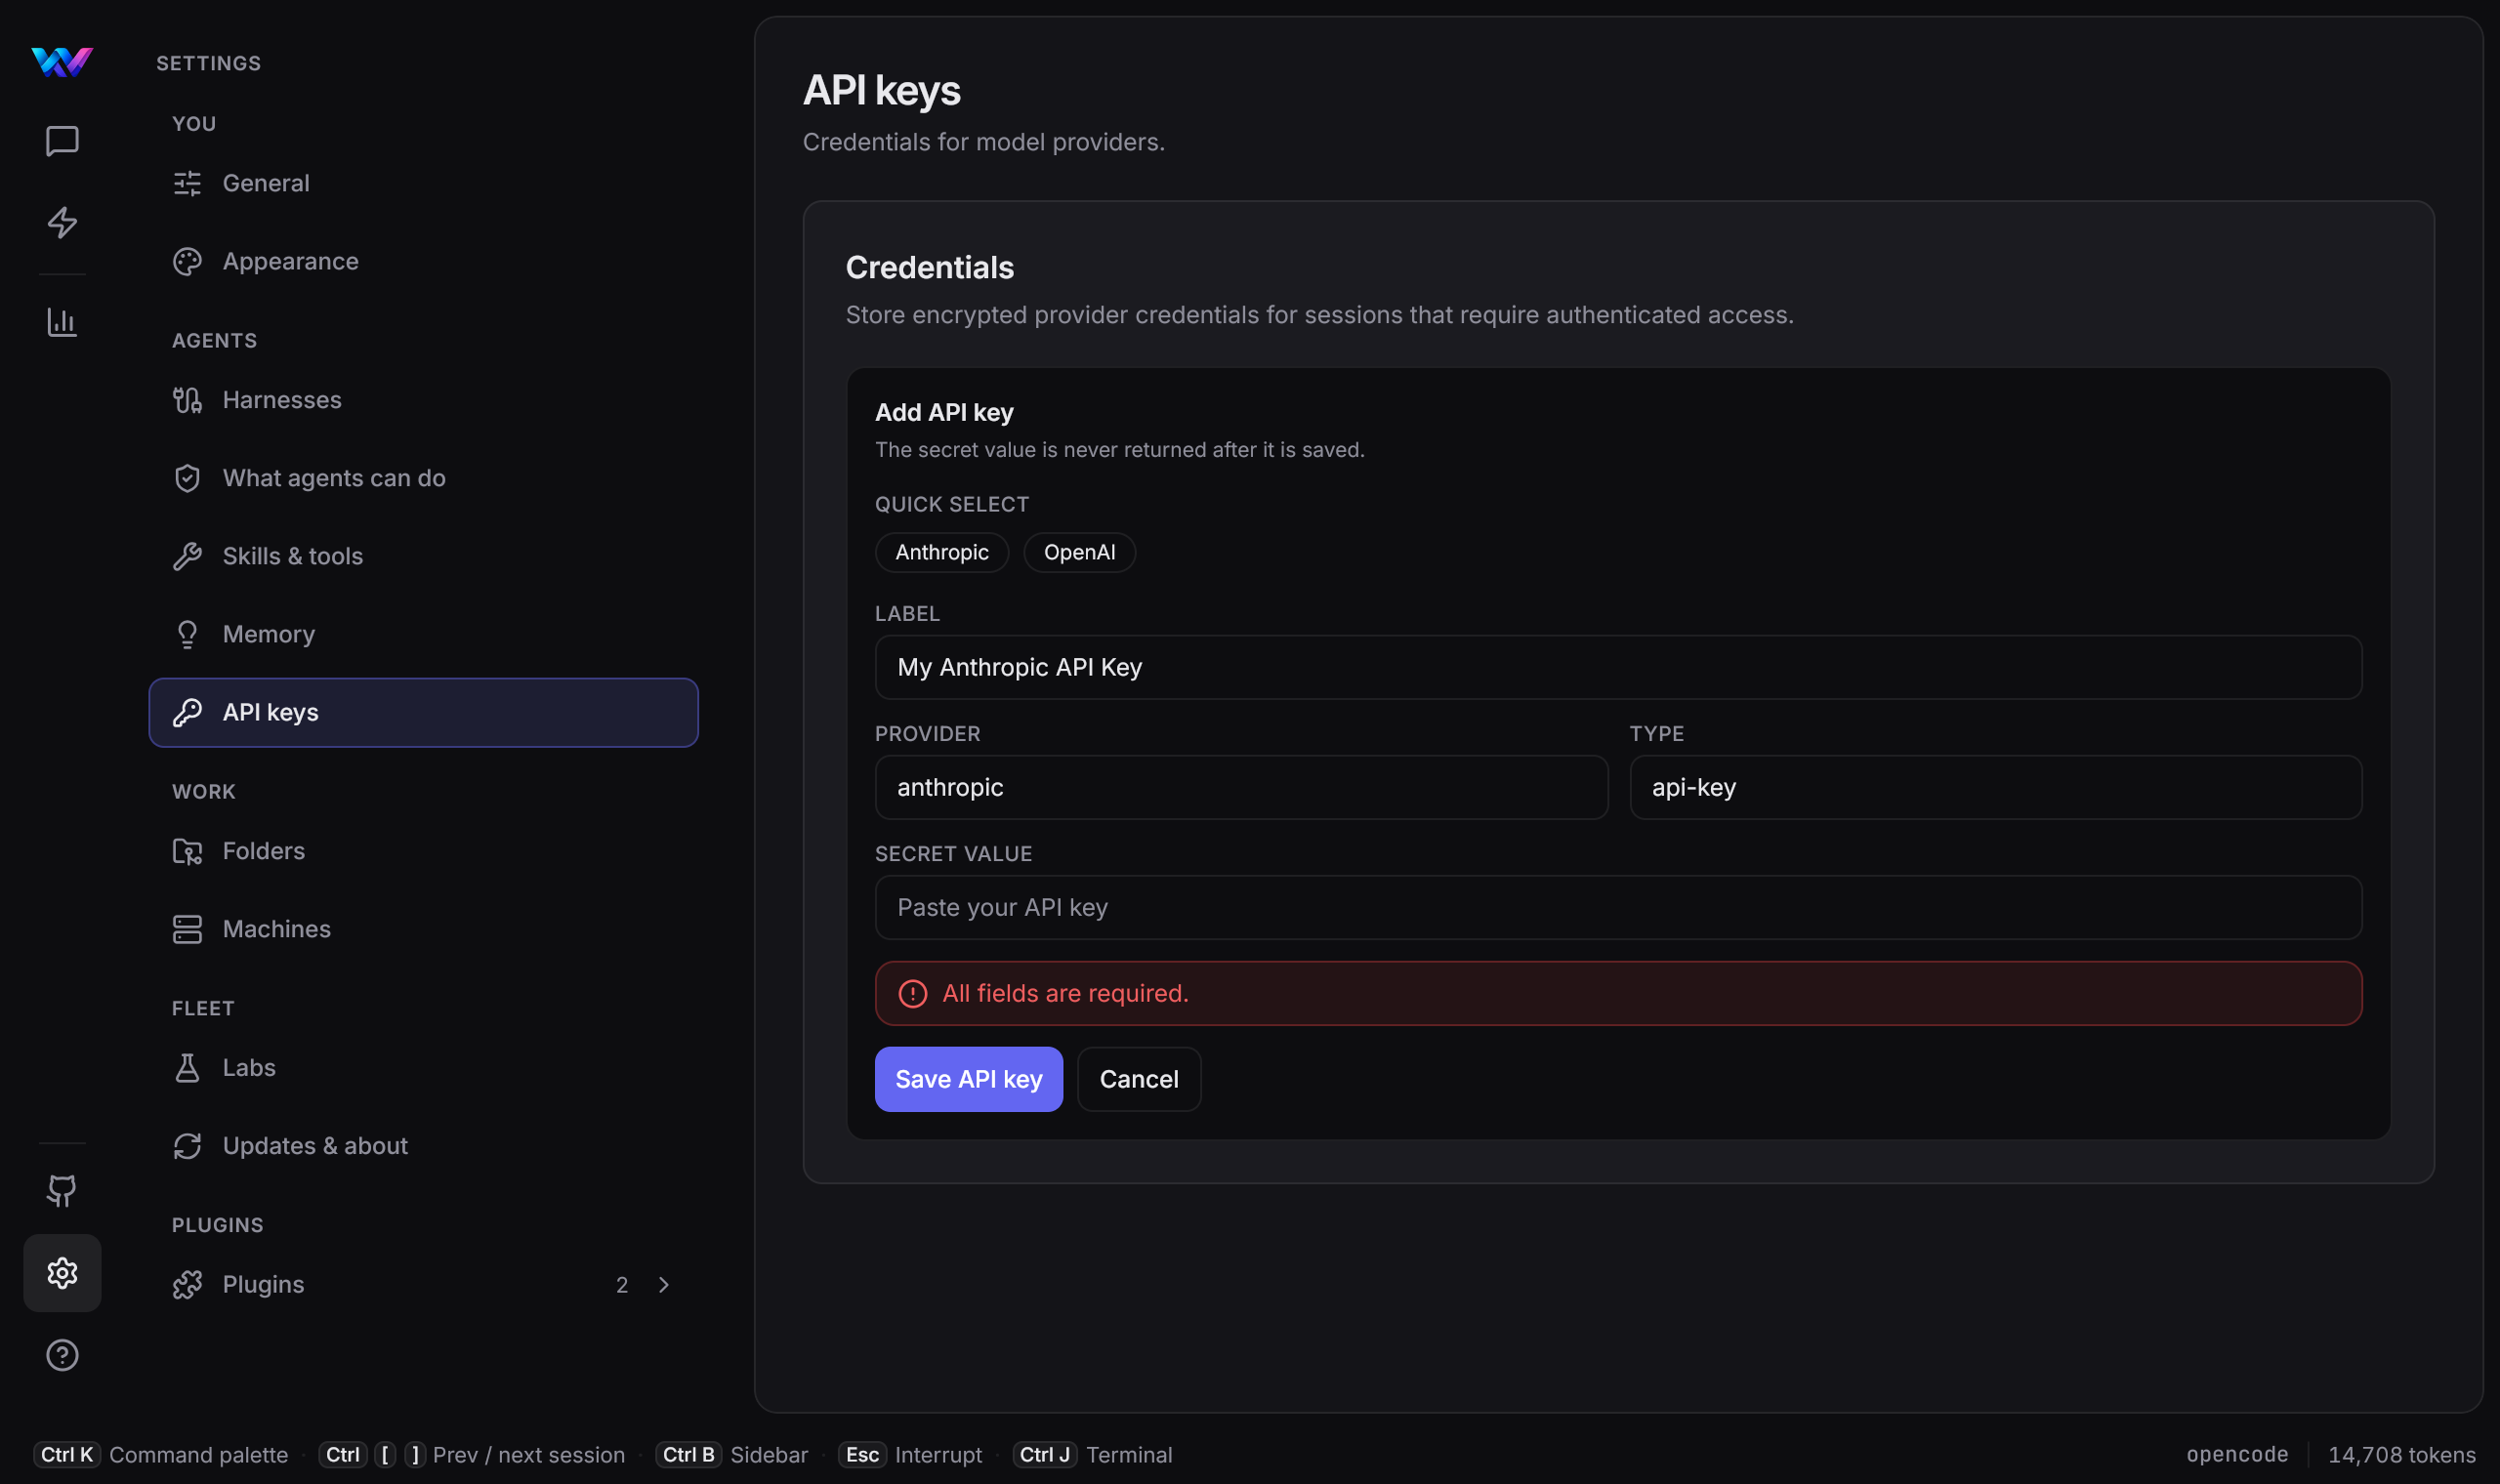 SETTINGS
YOU
General
Appearance
AGENTS
Harnesses
What agents can do
Skills & tools
Memory
API keys
WORK
Folders
Machines
FLEET
Labs
Updates & about
PLUGINS
Plugins 2
API keys
Credentials for model providers.
Credentials
Store encrypted provider credentials for sessions that require authenticated access.
Add API key
The secret value is never returned after it is saved.
QUICK SELECT
Anthropic OpenAI
LABEL
My Anthropic API Key
PROVIDER TYPE
anthropic api-key
SECRET VALUE
Paste your API key
All fields are required.
Save API key Cancel
Ctrl K Command palette · Ctrl [ ] Prev / next session · Ctrl B Sidebar · Esc Interrupt · Ctrl J Terminal opencode 14,708 tokens